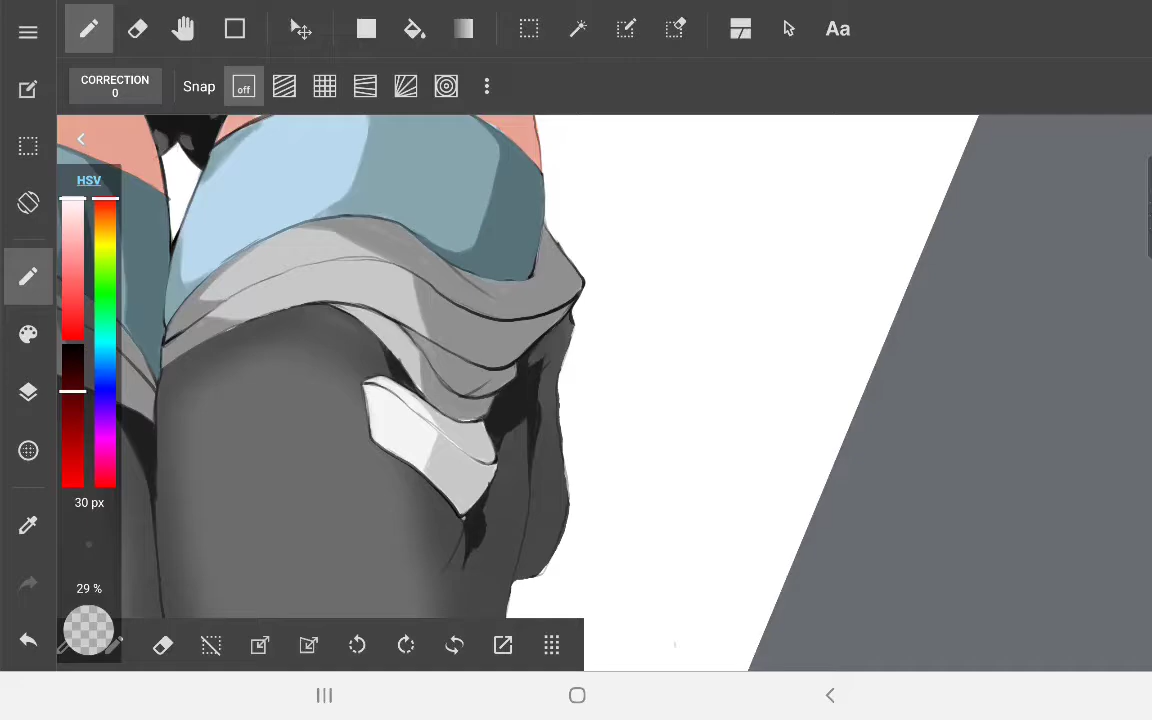 Aa
CORRECTION
0
Snap
off
HSV
30 px
29 %